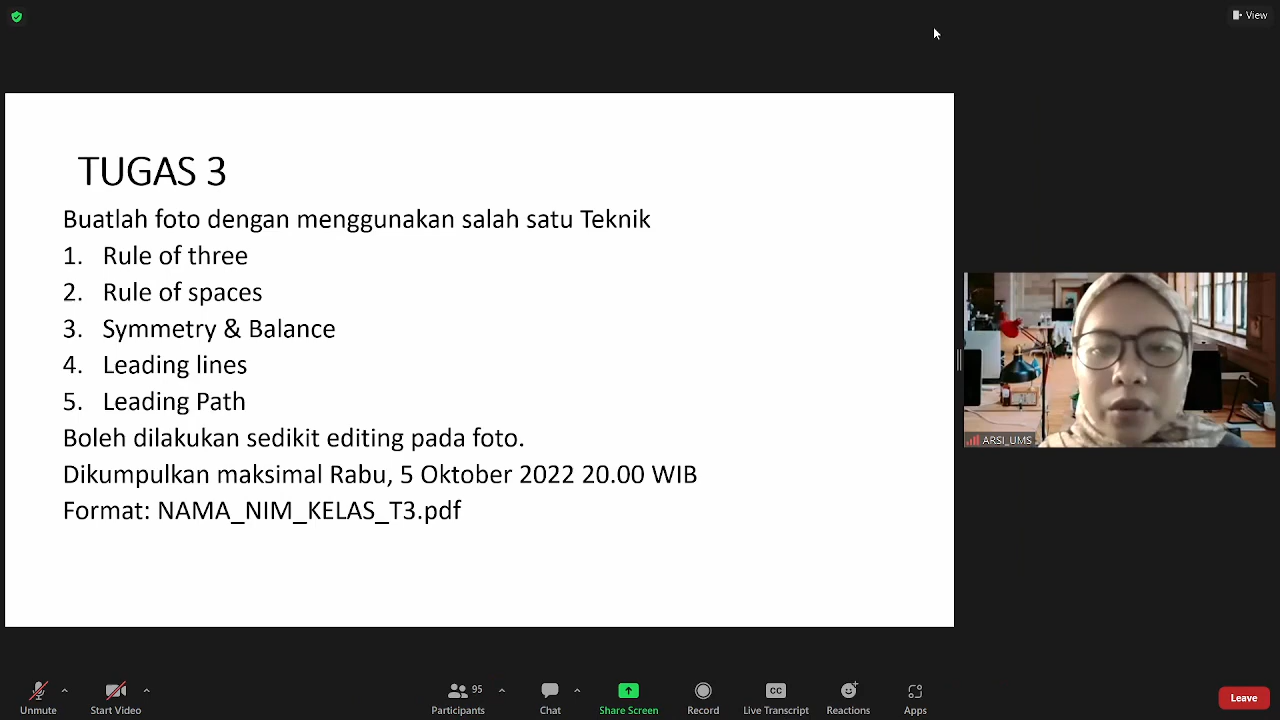 View
TUGAS 3
Buatlah foto dengan menggunakan salah satu Teknik
1. Rule of three
2. Rule of spaces
3. Symmetry & Balance
4. Leading lines
5. Leading Path
Boleh dilakukan sedikit editing pada foto.
Dikumpulkan maksimal Rabu, 5 Oktober 2022 20.00 WIB
Format: NAMA_NIM_KELAS_T3.pdf
ARSI_UMS
95
CC
Unmute Start Video Participants Chat Share Screen Record Live Transcript Reactions Apps Leave